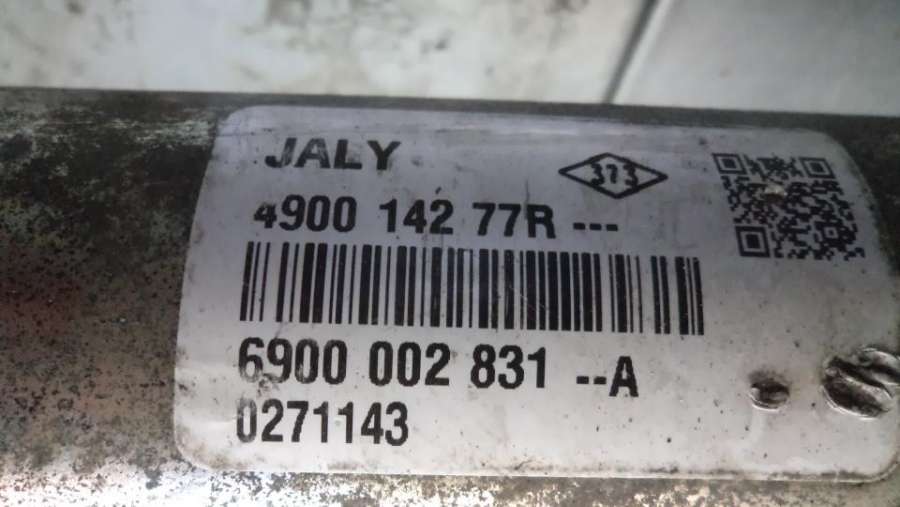 JALY
373
4900 142 77R ---
6900 002 831 --A
0271143